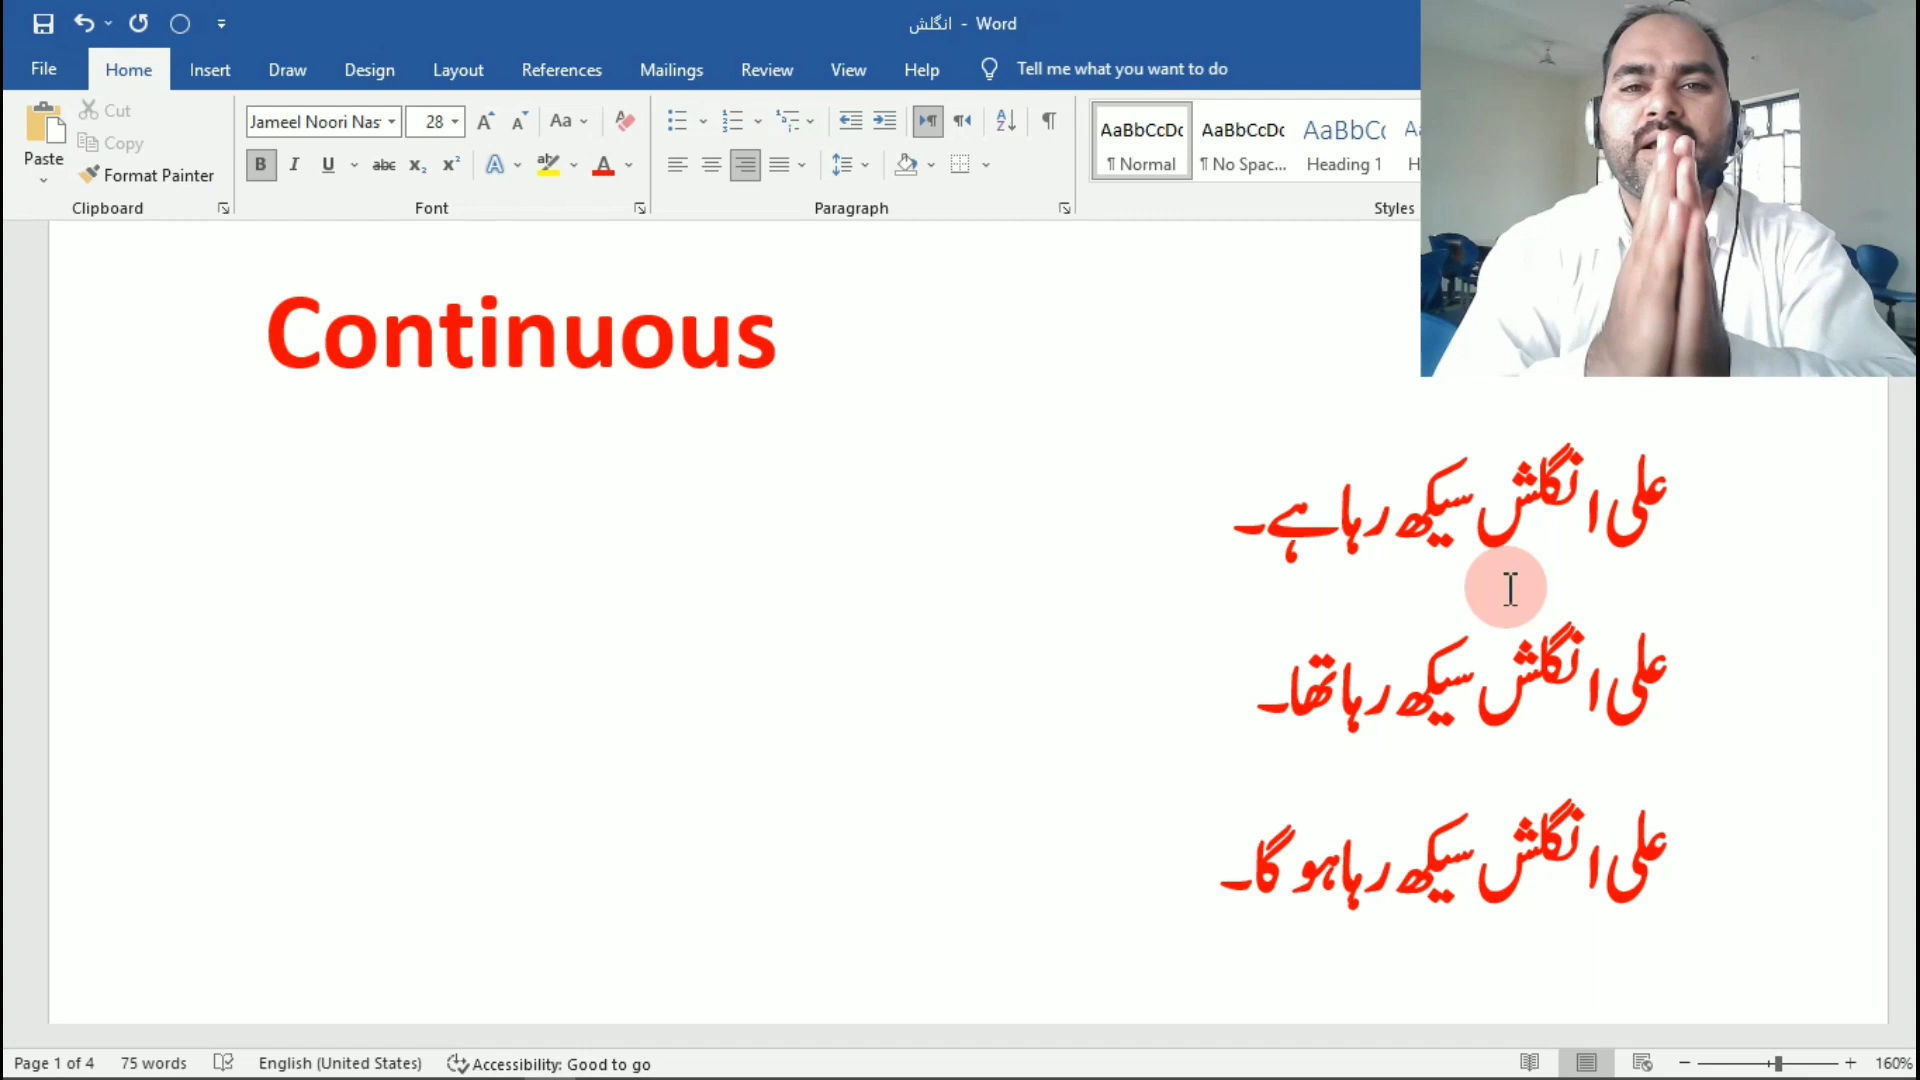 انگلش - Word
File Home Insert Draw Design Layout References Mailings Review View Help Tell me what you want to do
Paste
Cut
Copy
Format Painter
Clipboard
Jameel Noori Nas 28
Font
Paragraph
AaBbCcDc AaBbCcDc AaBbCc
¶ Normal ¶ No Spac... Heading 1
Styles
Continuous
علی انگلش سیکھ رہا ہے۔
علی انگلش سیکھ رہا تھا۔
علی انگلش سیکھ رہا ہو گا۔
Page 1 of 4 75 words English (United States) Accessibility: Good to go 160%